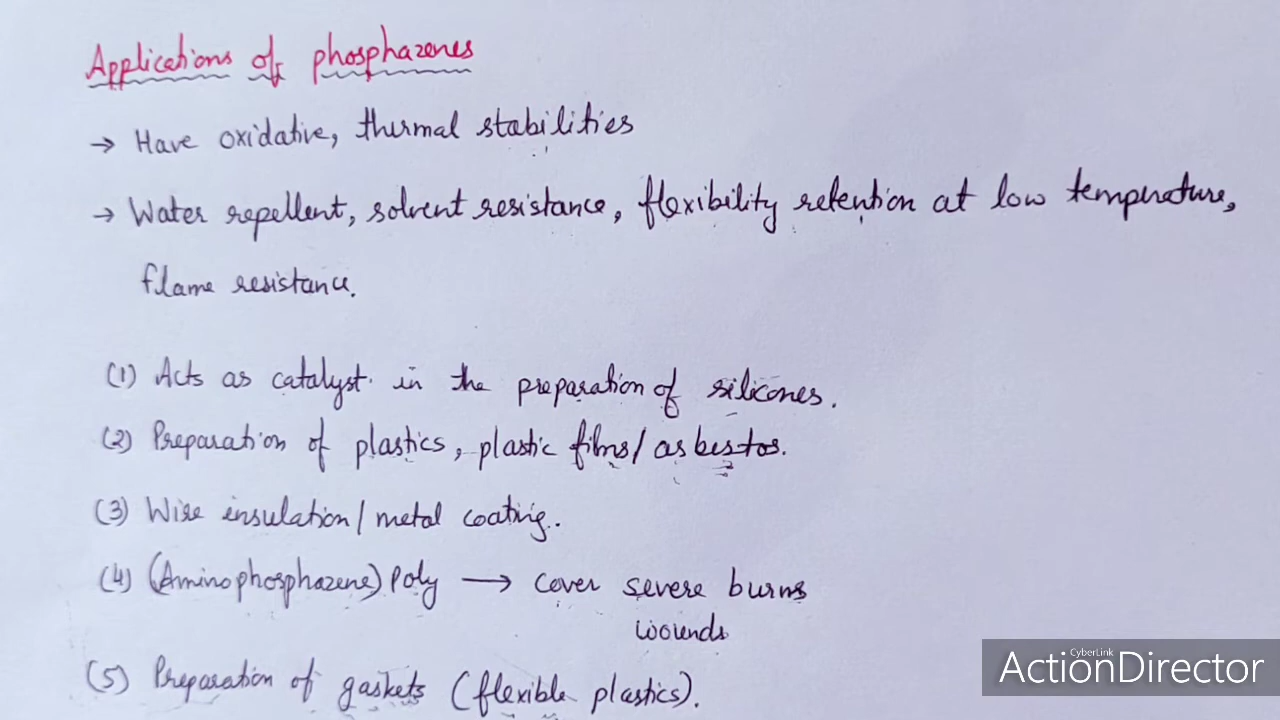 Applications of phosphazenes
→ Have oxidative, thermal stabilities
→ Water repellent, solvent resistance, flexibility retention at low temperature,
flame resistance.
(1) Acts as catalyst in the preparation of silicones.
(2) Preparation of plastics, plastic films/asbestos.
(3) Wire insulation/metal coating.
(4) (Aminophosphazene) Poly → cover severe burns
wounds
(5) Preparation of gaskets (flexible plastics).
CyberLink
ActionDirector